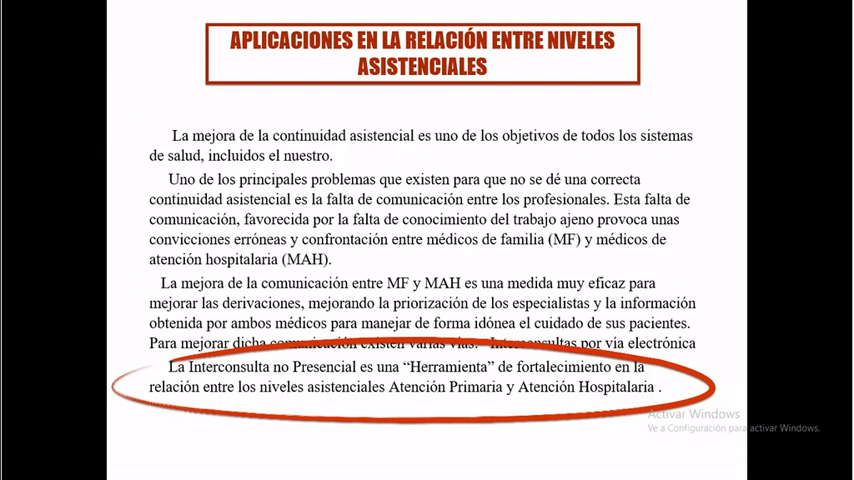 APLICACIONES EN LA RELACIÓN ENTRE NIVELES
ASISTENCIALES
La mejora de la continuidad asistencial es uno de los objetivos de todos los sistemas
de salud, incluidos el nuestro.
Uno de los principales problemas que existen para que no se dé una correcta
continuidad asistencial es la falta de comunicación entre los profesionales. Esta falta de
comunicación, favorecida por la falta de conocimiento del trabajo ajeno provoca unas
convicciones erróneas y confrontación entre médicos de familia (MF) y médicos de
atención hospitalaria (MAH).
La mejora de la comunicación entre MF y MAH es una medida muy eficaz para
mejorar las derivaciones, mejorando la priorización de los especialistas y la información
obtenida por ambos médicos para manejar de forma idónea el cuidado de sus pacientes.
Para mejorar dicha comunicación existen varias vías: Interconsultas por vía electrónica
La Interconsulta no Presencial es una “Herramienta” de fortalecimiento en la
relación entre los niveles asistenciales Atención Primaria y Atención Hospitalaria .
Activar Windows
Ve a Configuración para activar Windows.